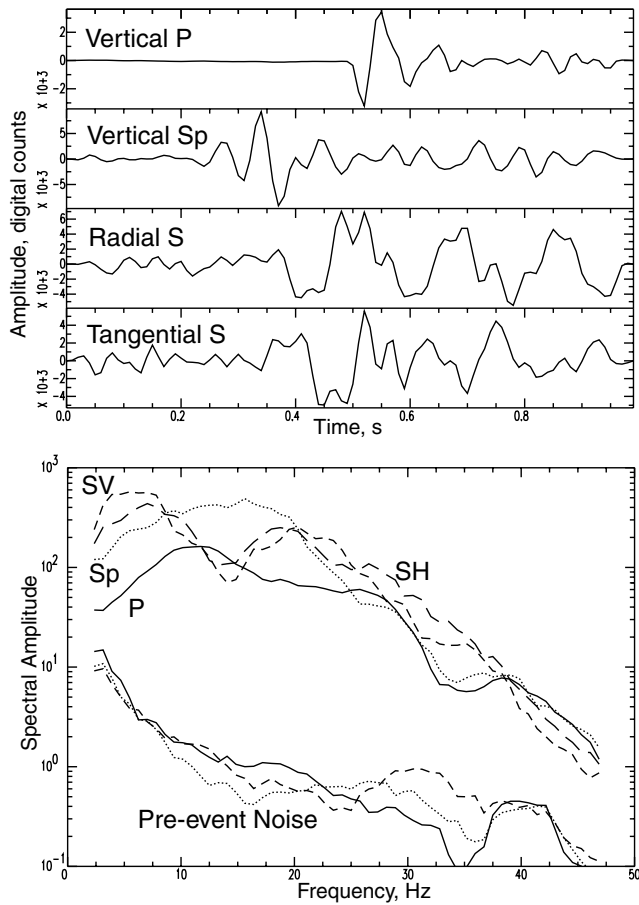 Vertical P
2
0
-2
X 10+3
Vertical Sp
5
0
-5
X 10+3
Radial S
6
4
2
0
-2
-4
X 10+3
Tangential S
4
2
0
-2
-4
X 10+3
Amplitude, digital counts
0.0
0.2
0.4
0.6
0.8
Time, s
10³
10²
10¹
10⁰
10⁻¹
SV
Sp
P
SH
Pre-event Noise
Spectral Amplitude
0
10
20
30
40
50
Frequency, Hz